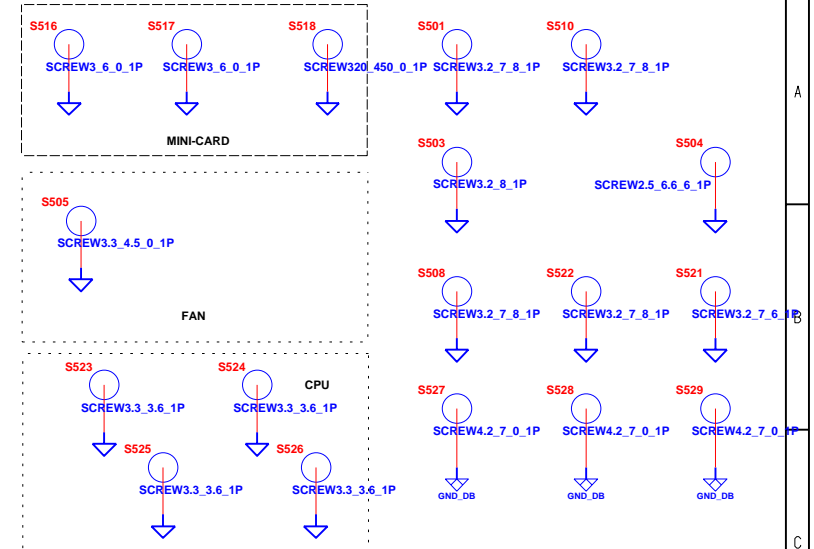 S516 S517 S518 S501 S510
SCREW3_6_0_1P SCREW3_6_0_1P SCREW320_450_0_1P SCREW3.2_7_8_1P SCREW3.2_7_8_1P
A
MINI-CARD
S503 S504
SCREW3.2_8_1P SCREW2.5_6.6_6_1P
S505
SCREW3.3_4.5_0_1P
S508 S522 S521
SCREW3.2_7_8_1P SCREW3.2_7_8_1P SCREW3.2_7_6_1P
FAN
B
S523 S524
CPU
S527 S528 S529
SCREW3.3_3.6_1P SCREW3.3_3.6_1P
SCREW4.2_7_0_1P SCREW4.2_7_0_1P SCREW4.2_7_0_1P
S525 S526
SCREW3.3_3.6_1P SCREW3.3_3.6_1P
GND_DB GND_DB GND_DB
C